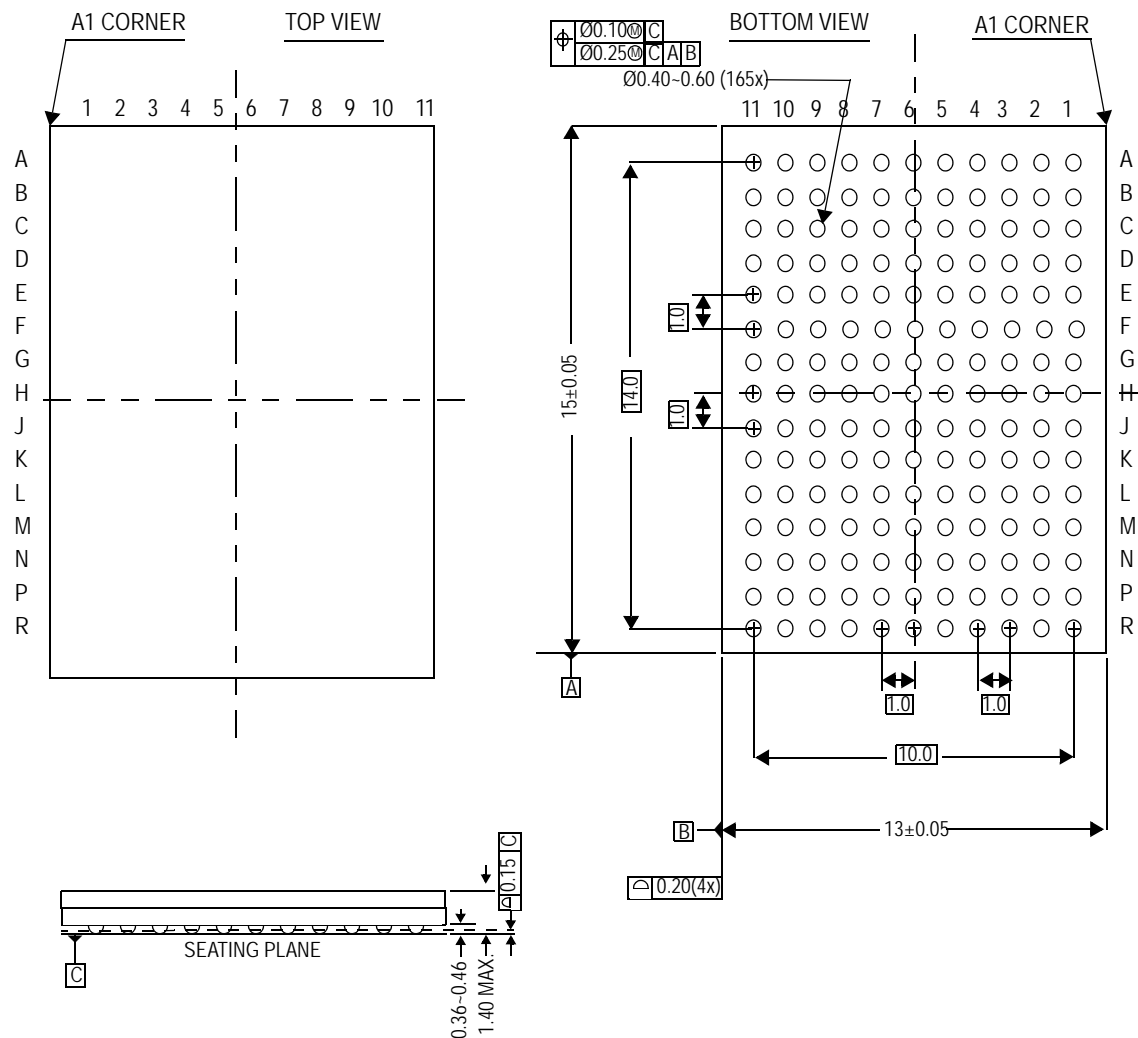 A1 CORNER
TOP VIEW
1 2 3 4 5 6 7 8 9 10 11
A
B
C
D
E
F
G
H
J
K
L
M
N
P
R
Ø0.10Ⓜ C
Ø0.25Ⓜ C A B
BOTTOM VIEW
A1 CORNER
Ø0.40~0.60 (165x)
11 10 9 8 7 6 5 4 3 2 1
A
B
C
D
E
F
G
H
J
K
L
M
N
P
R
1.0
15±0.05
14.0
1.0
A
1.0
1.0
10.0
B
13±0.05
0.20(4x)
0.15 C
SEATING PLANE
C
0.36~0.46
1.40 MAX.